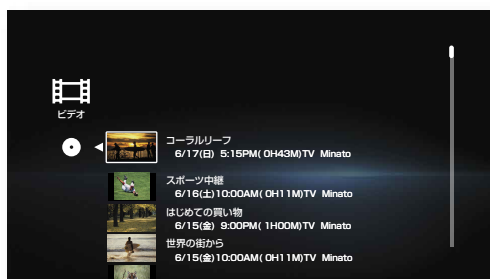 ビデオ
コーラルリーフ
6/17(日) 5:15PM( 0H43M)TV Minato
スポーツ中継
6/16(土)10:00AM( 0H11M)TV Minato
はじめての買い物
6/15(金) 9:00PM( 1H00M)TV Minato
世界の街から
6/15(金)10:00AM( 0H11M)TV Minato